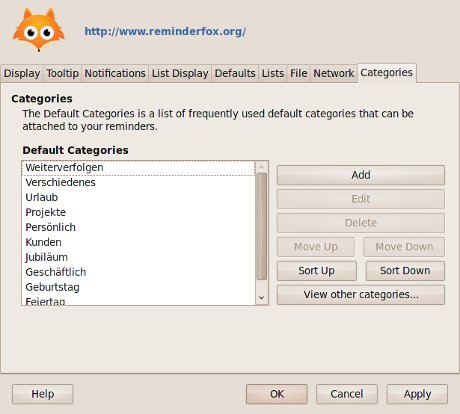 http://www.reminderfox.org/
Display Tooltip Notifications List Display Defaults Lists File Network Categories
Categories
The Default Categories is a list of frequently used default categories that can be
attached to your reminders.
Default Categories
Weiterverfolgen
Verschiedenes
Urlaub
Projekte
Persönlich
Kunden
Jubiläum
Geschäftlich
Geburtstag
Feiertag
Add
Edit
Delete
Move Up Move Down
Sort Up Sort Down
View other categories...
Help OK Cancel Apply